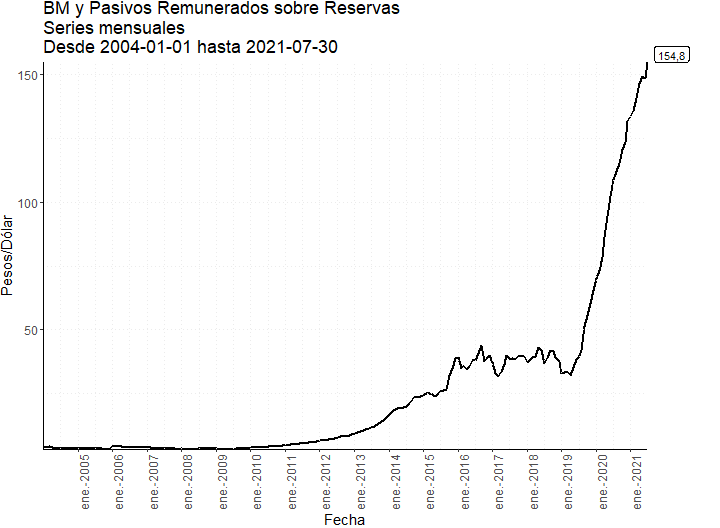 BM y Pasivos Remunerados sobre Reservas
Series mensuales
Desde 2004-01-01 hasta 2021-07-30
154,8
150
100
50
Pesos/Dólar
ene.-2005
ene.-2006
ene.-2007
ene.-2008
ene.-2009
ene.-2010
ene.-2011
ene.-2012
ene.-2013
ene.-2014
ene.-2015
ene.-2016
ene.-2017
ene.-2018
ene.-2019
ene.-2020
ene.-2021
Fecha